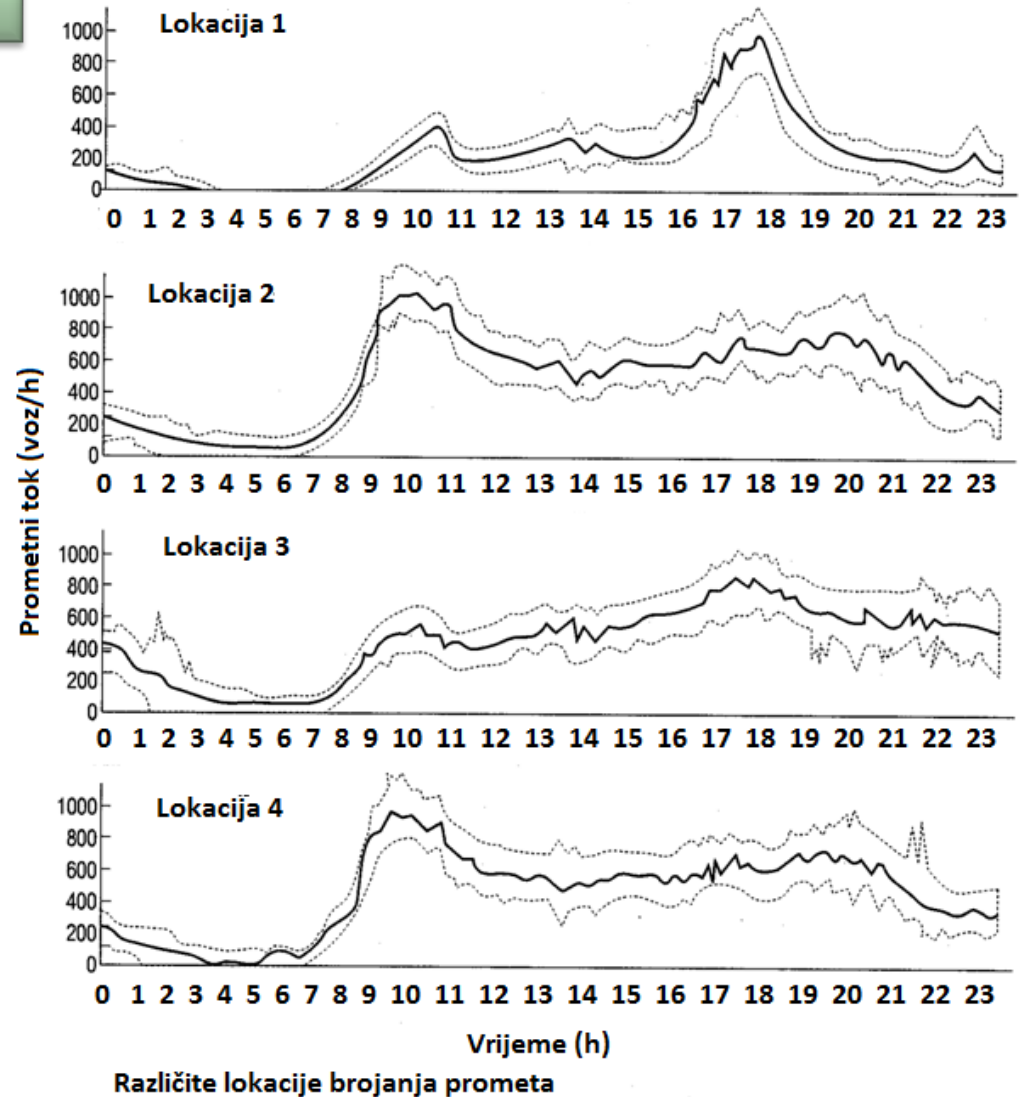 Lokacija 1
1000
800
600
400
200
0
0 1 2 3 4 5 6 7 8 9 10 11 12 13 14 15 16 17 18 19 20 21 22 23
Lokacija 2
1000
800
600
400
200
0
0 1 2 3 4 5 6 7 8 9 10 11 12 13 14 15 16 17 18 19 20 21 22 23
Prometni tok (voz/h)
Lokacija 3
1000
800
600
400
200
0
0 1 2 3 4 5 6 7 8 9 10 11 12 13 14 15 16 17 18 19 20 21 22 23
Lokacija 4
1000
800
600
400
200
0
0 1 2 3 4 5 6 7 8 9 10 11 12 13 14 15 16 17 18 19 20 21 22 23
Vrijeme (h)
Različite lokacije brojanja prometa